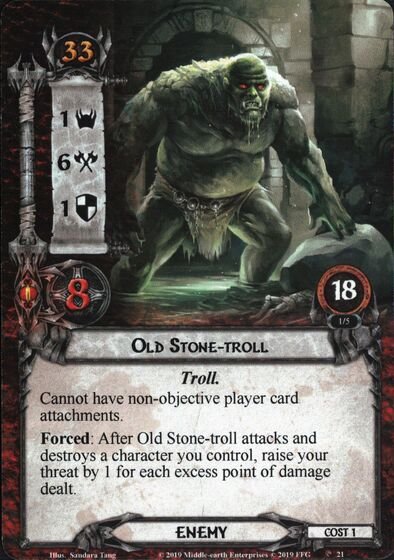 33
1
6
1
8
18
1/5
OLD STONE-TROLL
Troll.
Cannot have non-objective player card
attachments.
Forced: After Old Stone-troll attacks and
destroys a character you control, raise your
threat by 1 for each excess point of damage
dealt.
ENEMY
COST 1
Illus. Sandara Tang
© 2019 Middle-earth Enterprises © 2019 FFG
21